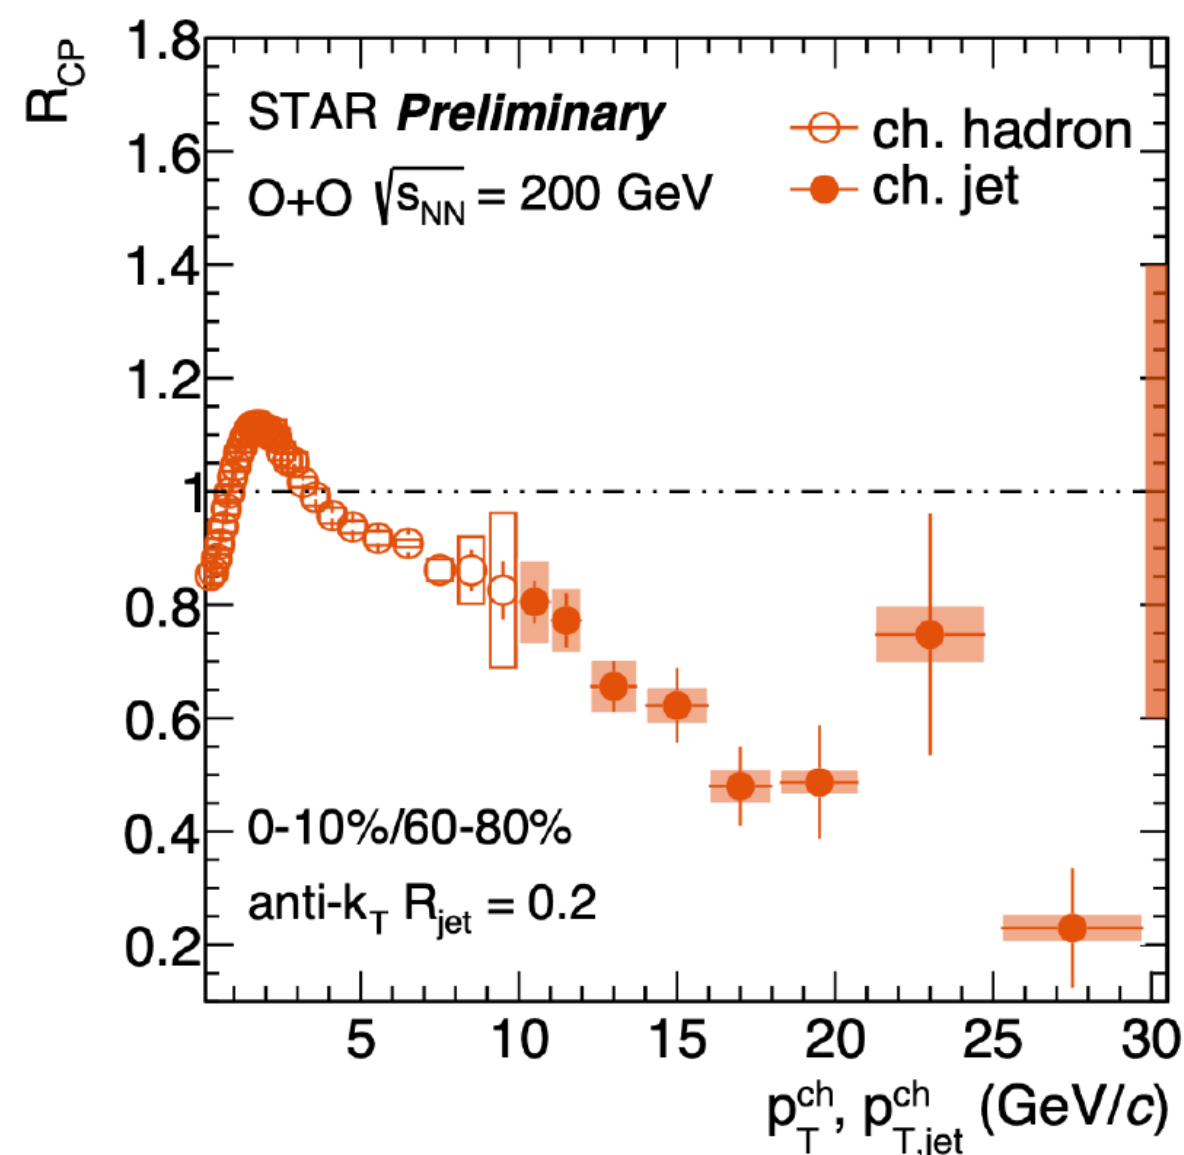 R_CP
1.8
1.6
1.4
1.2
1
0.8
0.6
0.4
0.2
STAR Preliminary
O+O √s_NN = 200 GeV
ch. hadron
ch. jet
0-10%/60-80%
anti-k_T R_jet = 0.2
5 10 15 20 25 30
p_T^ch, p_T,jet^ch (GeV/c)